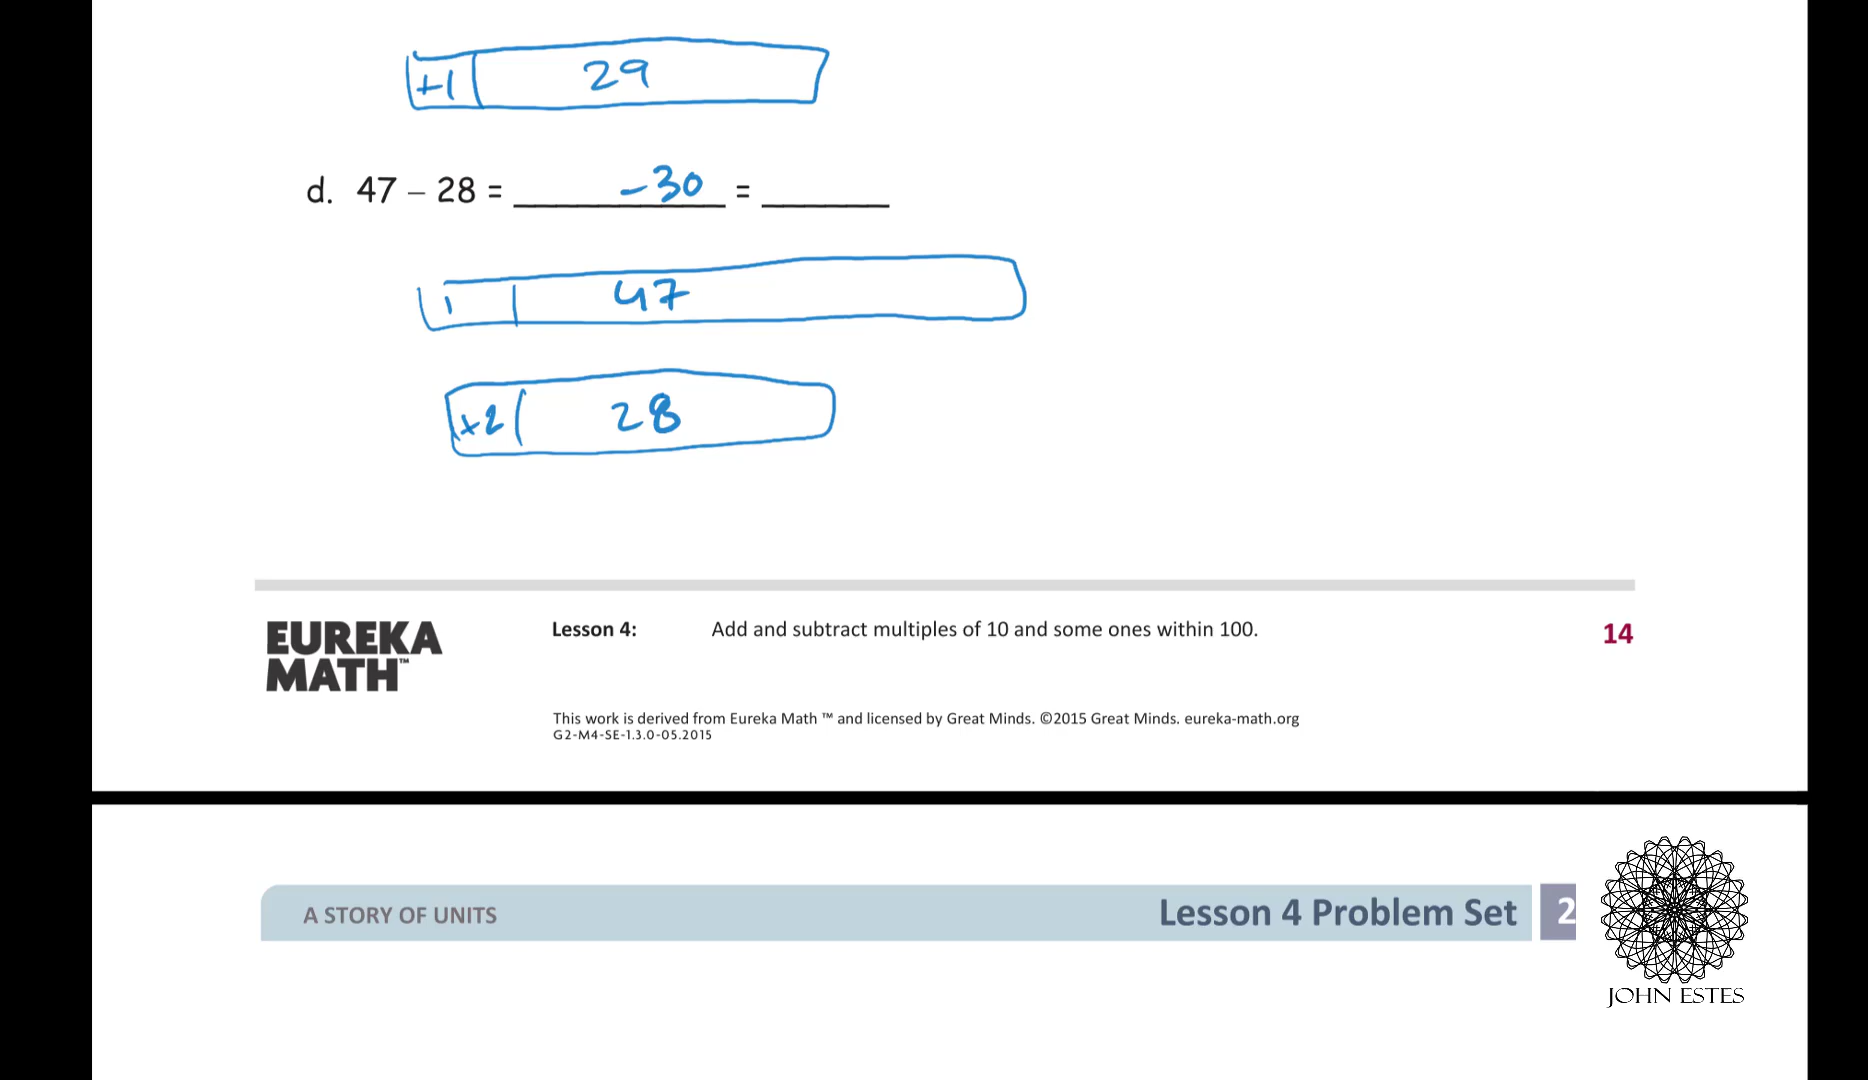 +1 29
d. 47 – 28 = -30 = ______
47
+2 28
EUREKA MATH™
Lesson 4: Add and subtract multiples of 10 and some ones within 100.
14
This work is derived from Eureka Math ™ and licensed by Great Minds. ©2015 Great Minds. eureka-math.org
G2-M4-SE-1.3.0-05.2015
A STORY OF UNITS
Lesson 4 Problem Set 2
JOHN ESTES